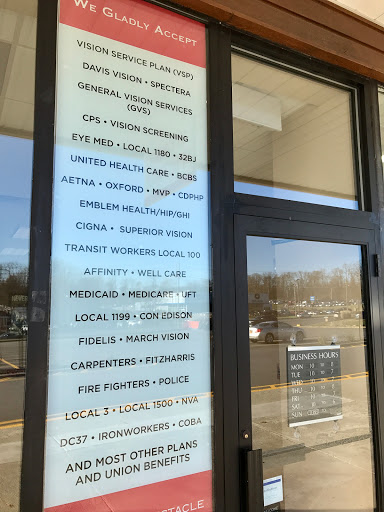 WE GLADLY ACCEPT
VISION SERVICE PLAN (VSP)
DAVIS VISION • SPECTERA
GENERAL VISION SERVICES
(GVS)
CPS • VISION SCREENING
EYE MED • LOCAL 1180 • 32BJ
UNITED HEALTH CARE • BCBS
AETNA • OXFORD • MVP • CDPHP
EMBLEM HEALTH/HIP/GHI
CIGNA • SUPERIOR VISION
TRANSIT WORKERS LOCAL 100
AFFINITY • WELL CARE
MEDICAID • MEDICARE • UFT
LOCAL 1199 • CON EDISON
FIDELIS • MARCH VISION
CARPENTERS • FITZHARRIS
FIRE FIGHTERS • POLICE
LOCAL 3 • LOCAL 1500 • NVA
DC37 • IRONWORKERS • COBA
AND MOST OTHER PLANS
AND UNION BENEFITS
TACLE
BUSINESS HOURS
MON
TUE
WED
THU
FRI
SAT
SUN CLOSED